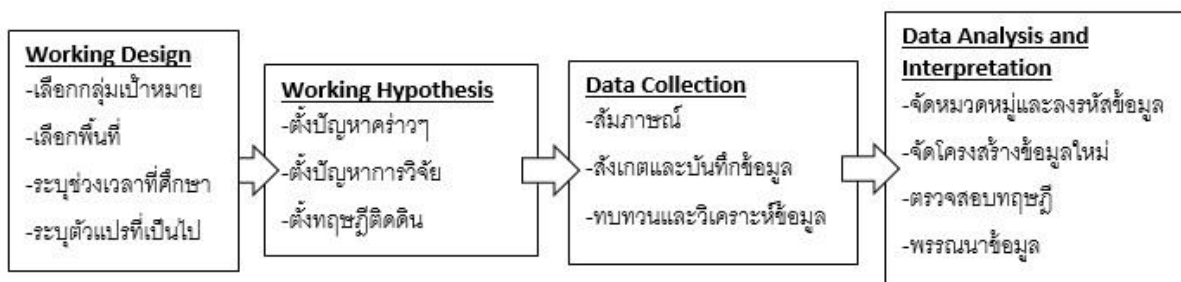 Working Design
-เลือกกลุ่มเป้าหมาย
-เลือกพื้นที่
-ระบุช่วงเวลาที่ศึกษา
-ระบุตัวแปรที่เป็นไป
Working Hypothesis
-ตั้งปัญหาคร่าวๆ
-ตั้งปัญหาการวิจัย
-ตั้งทฤษฎีติดดิน
Data Collection
-สัมภาษณ์
-สังเกตและบันทึกข้อมูล
-ทบทวนและวิเคราะห์ข้อมูล
Data Analysis and
Interpretation
-จัดหมวดหมู่และลงรหัสข้อมูล
-จัดโครงสร้างข้อมูลใหม่
-ตรวจสอบทฤษฎี
-พรรณนาข้อมูล